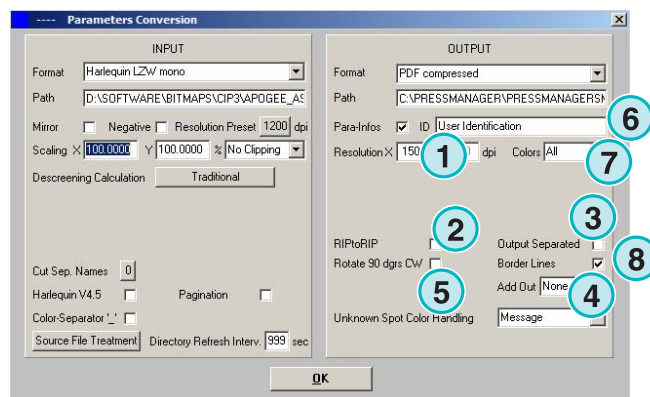 ---- Parameters Conversion
INPUT
Format Harlequin LZW mono
Path D:\SOFTWARE\BITMAPS\CIP3\APOGEE_AS
Mirror Negative Resolution Preset 1200 dpi
Scaling X 100.0000 Y 100.0000 % No Clipping
Descreening Calculation Traditional
Cut Sep. Names 0
Harlequin V4.5 Pagination
Color-Separator '_'
Source File Treatment Directory Refresh Interv. 999 sec
OUTPUT
Format PDF compressed
Path C:\PRESSMANAGER\PRESSMANAGERSM
Para-Infos ID User Identification 6
Resolution X 150 1 dpi Colors All 7
RIPtoRIP 2 Output Separated 3
Rotate 90 dgrs CW 5 Border Lines 8
Add Out None 4
Unknown Spot Color Handling Message
OK